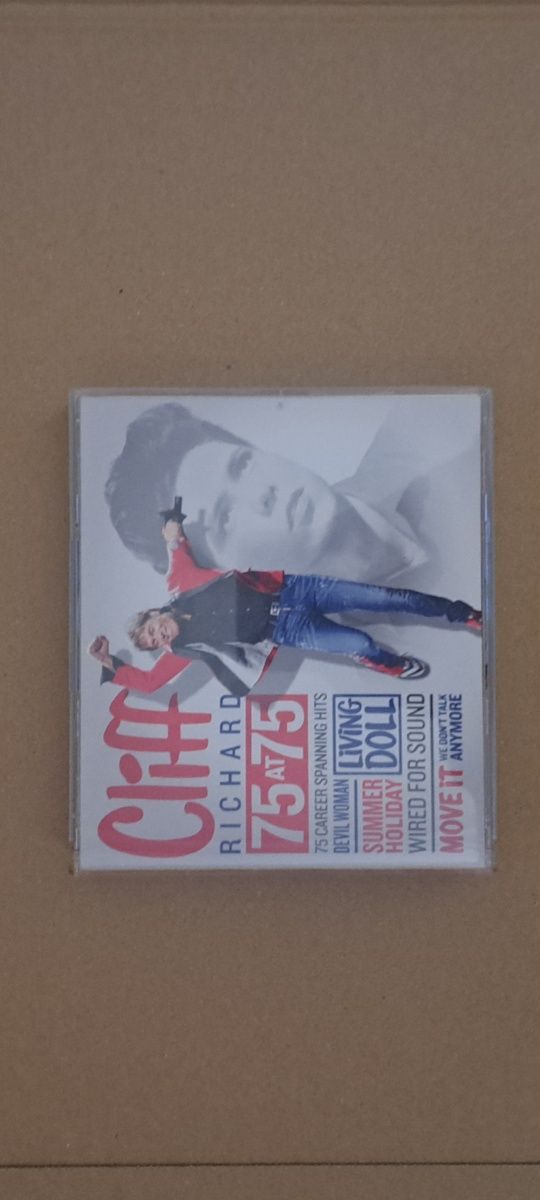 Cliff
RICHARD
75 AT 75
75 CAREER SPANNING HITS
DEVIL WOMAN
SUMMER
HOLIDAY
LiViNG
DOLL
WIRED FOR SOUND
MOVE iT
WE DON'T TALK
ANYMORE